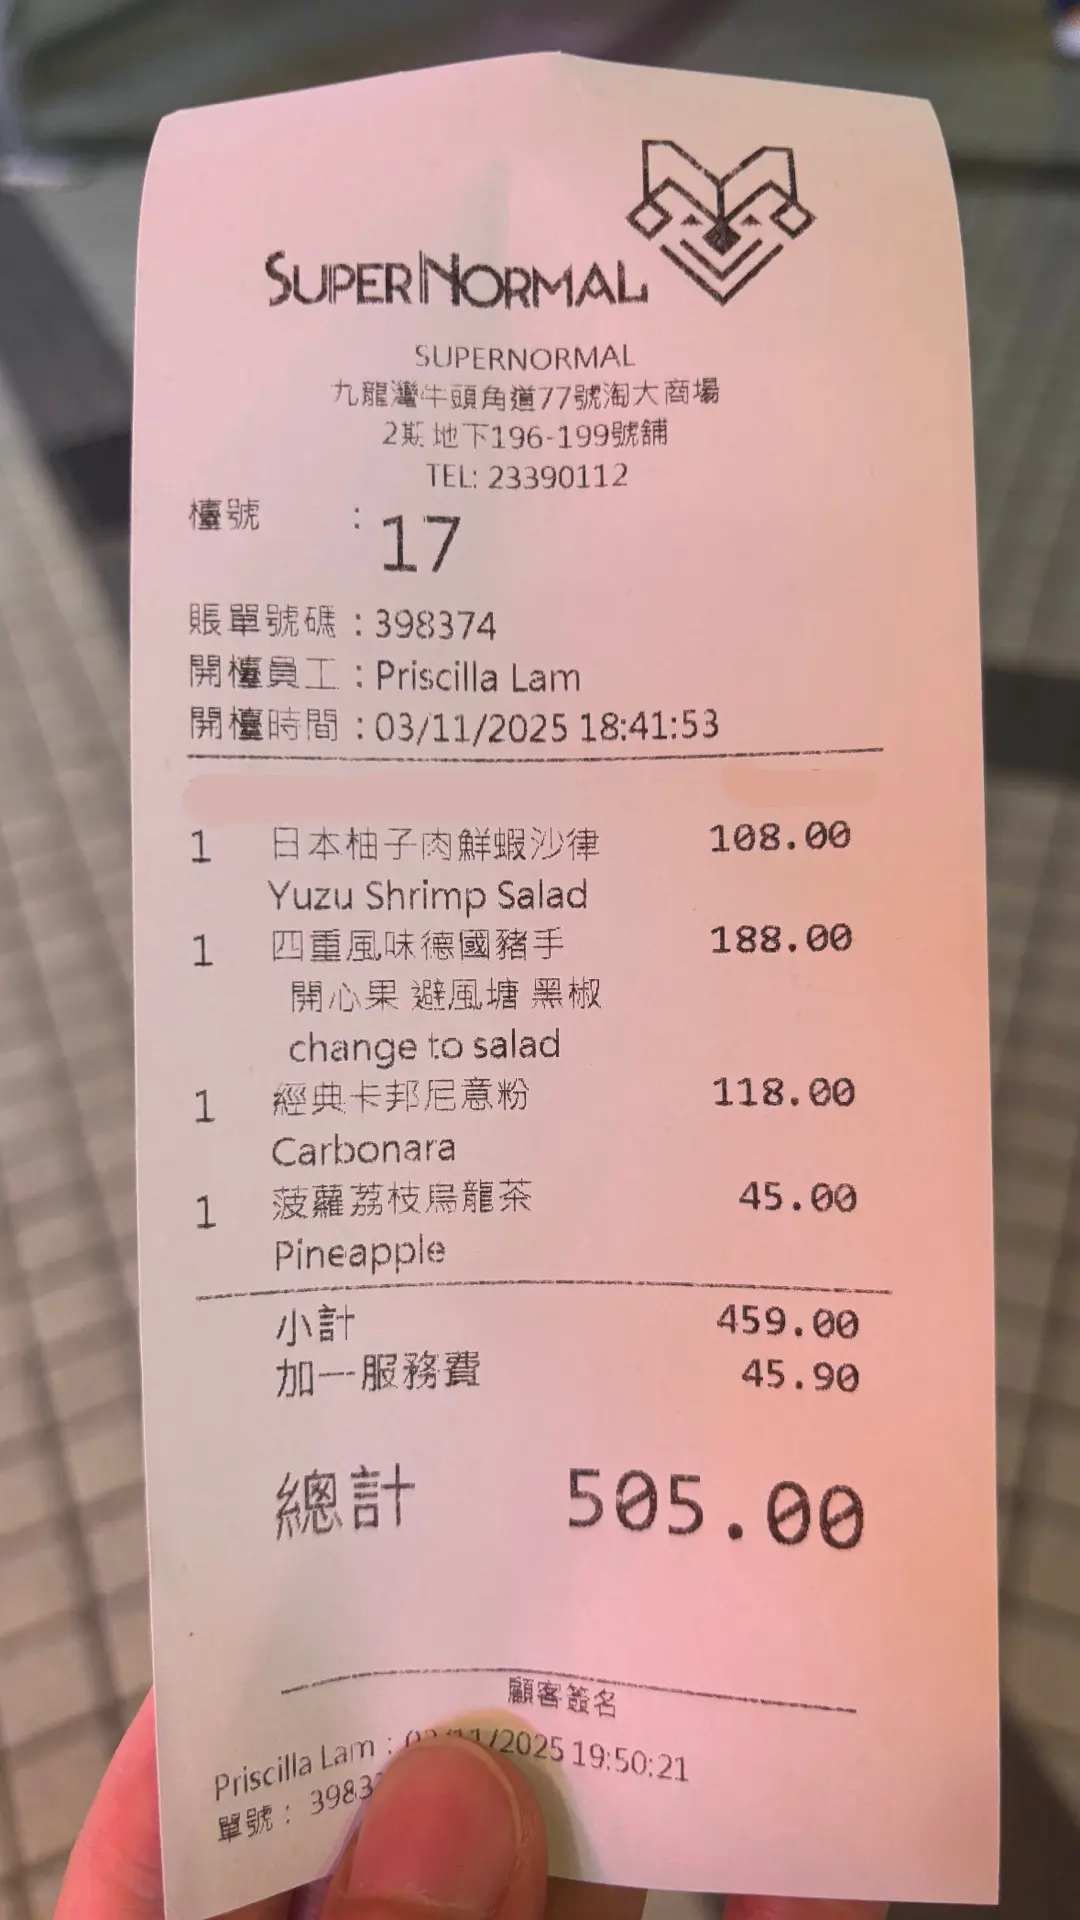 SUPERNORMAL
SUPERNORMAL
九龍灣牛頭角道77號淘大商場
2期 地下196-199號舖
TEL: 23390112
檯號 : 17
賬單號碼 : 398374
開檯員工 : Priscilla Lam
開檯時間 : 03/11/2025 18:41:53
1 日本柚子肉鮮蝦沙律 108.00
Yuzu Shrimp Salad
1 四重風味德國豬手 188.00
開心果 避風塘 黑椒
change to salad
1 經典卡邦尼意粉 118.00
Carbonara
1 菠蘿荔枝烏龍茶 45.00
Pineapple
小計 459.00
加一服務費 45.90
總計 505.00
顧客簽名
Priscilla Lam : /2025 19:50:21
單號 :